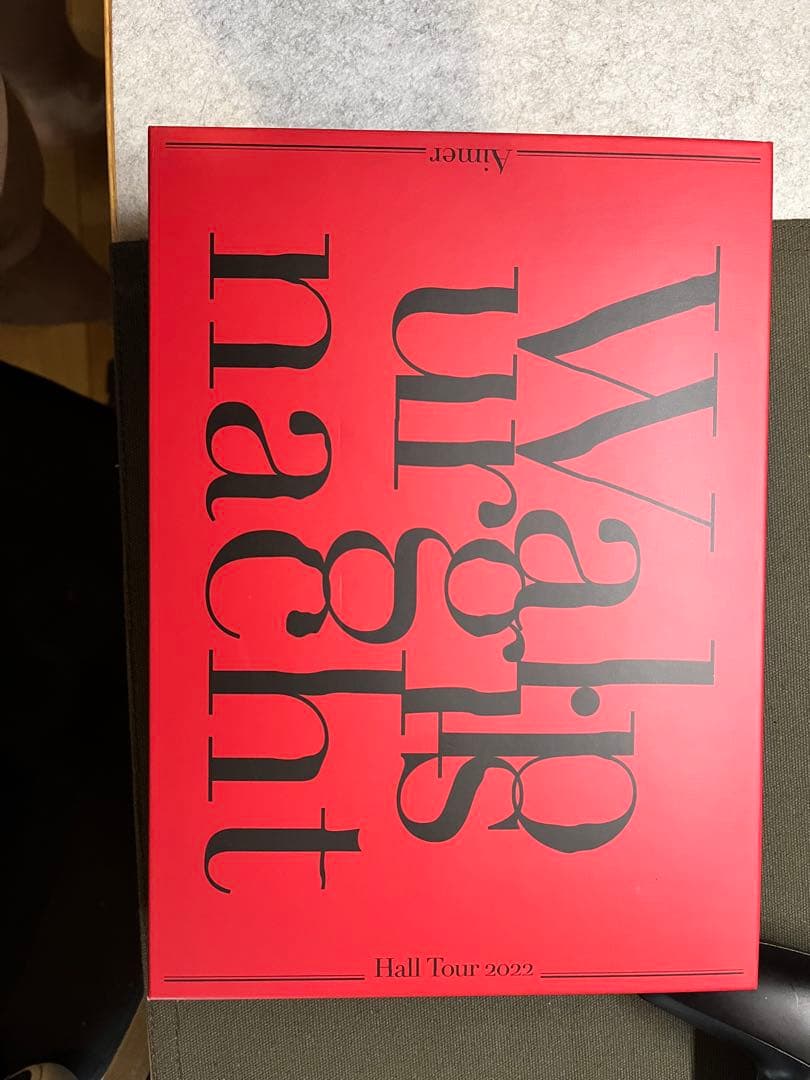 Aimer
Walp
urgis
nacht
Hall Tour 2022